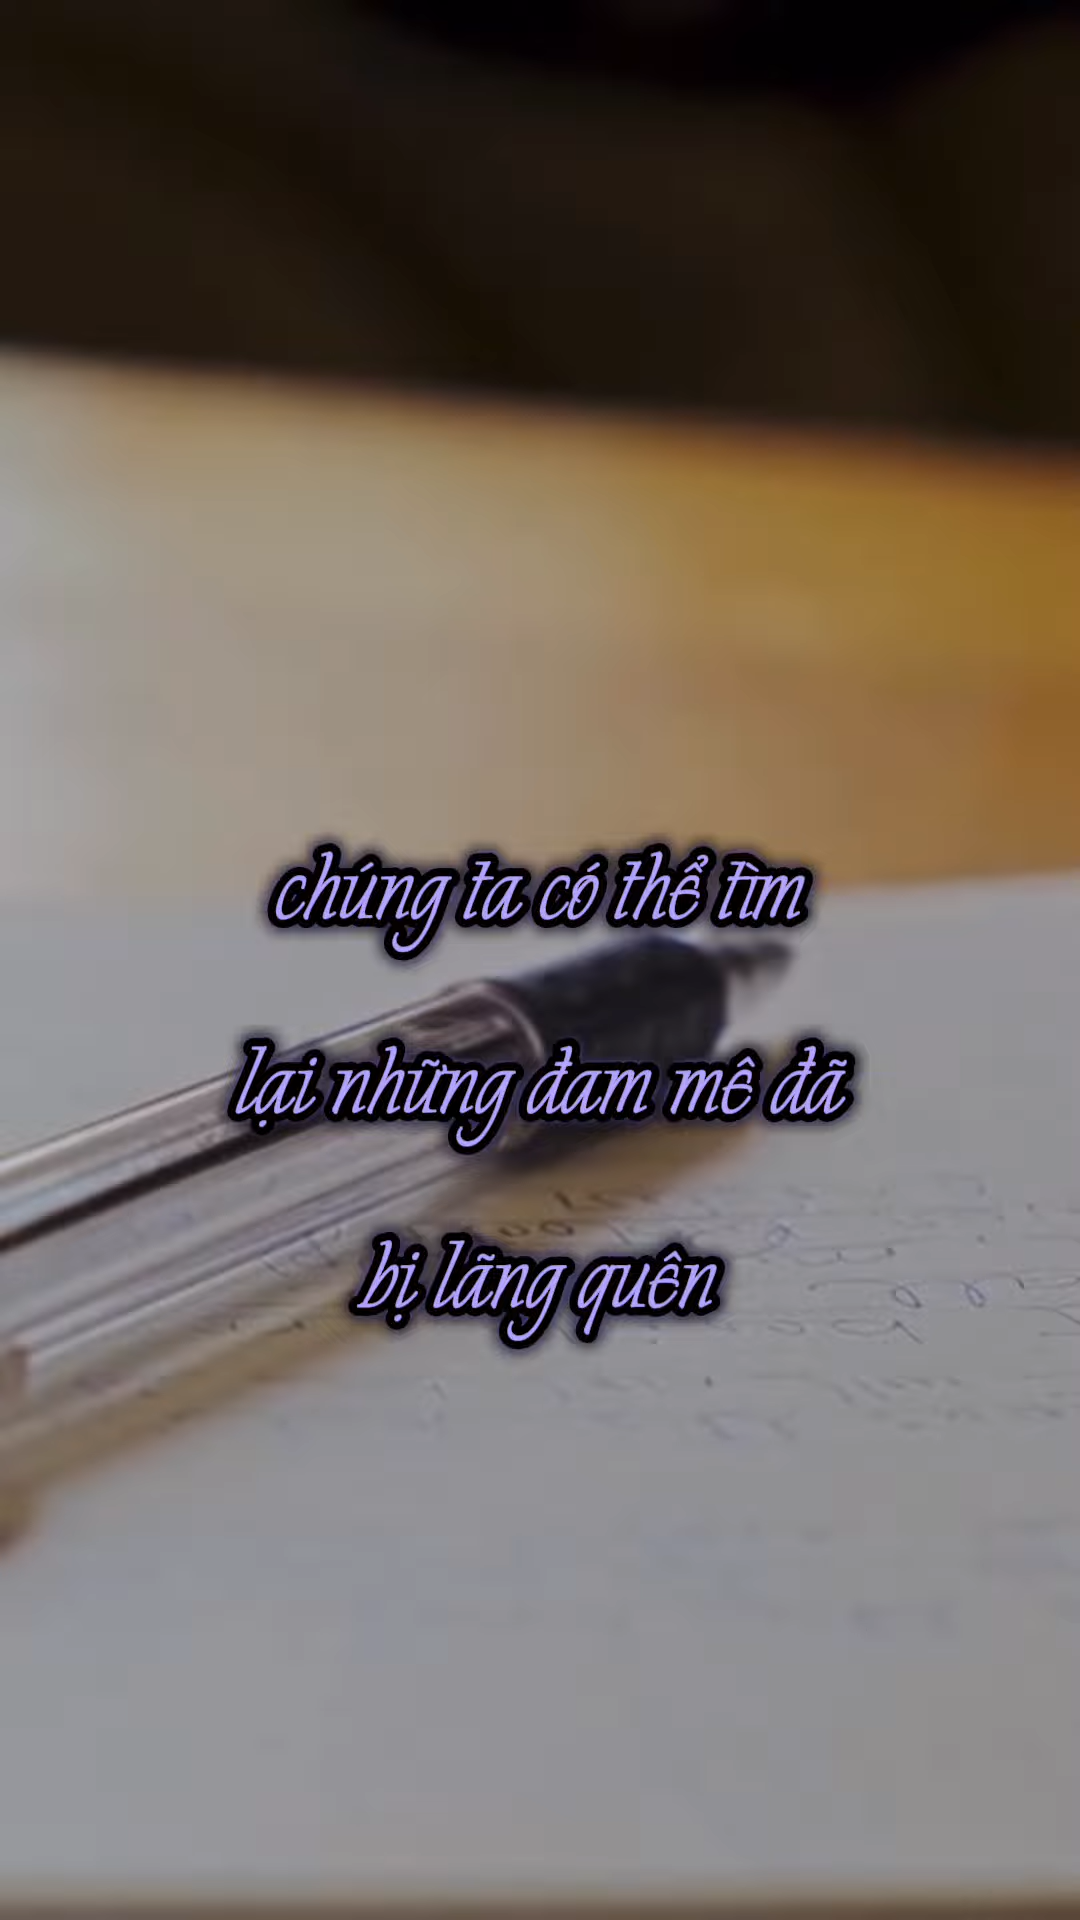 chúng ta có thể tìm
lại những đam mê đã
bị lãng quên